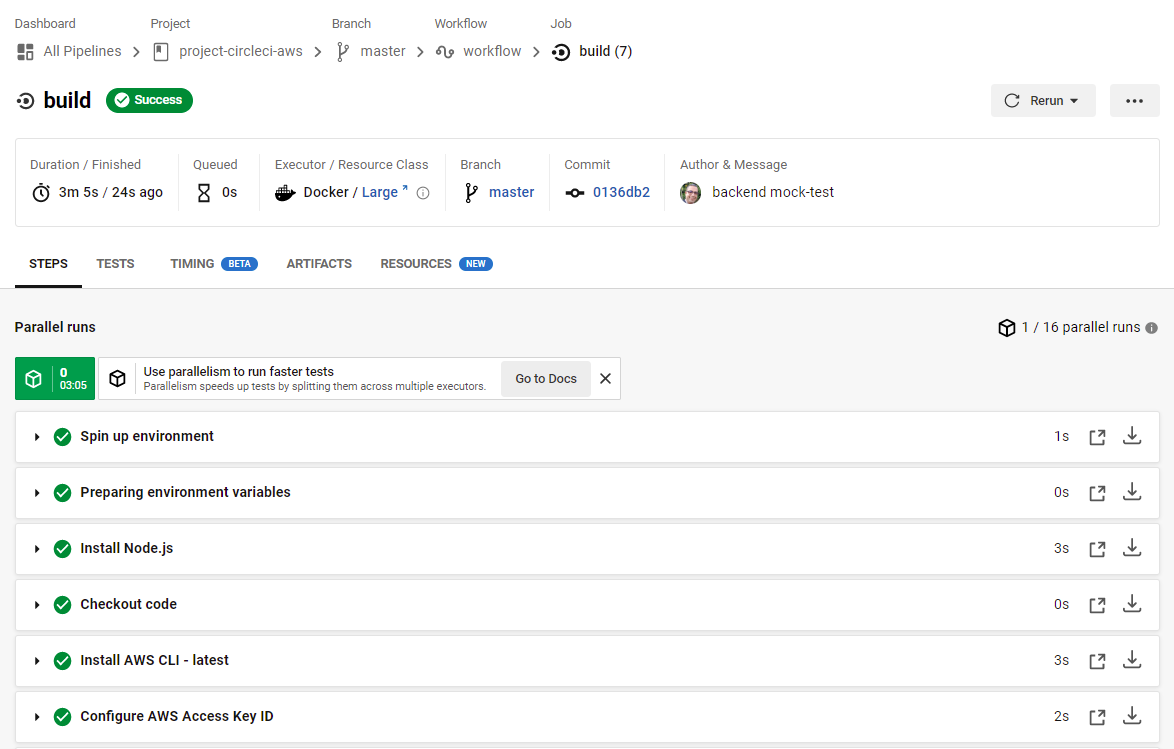 Dashboard Project Branch Workflow Job
All Pipelines project-circleci-aws master workflow build (7)
build Success Rerun
Duration / Finished Queued Executor / Resource Class Branch Commit Author & Message
3m 5s / 24s ago 0s Docker / Large master 0136db2 backend mock-test
STEPS TESTS TIMING BETA ARTIFACTS RESOURCES NEW
Parallel runs 1 / 16 parallel runs
0
03:05
Use parallelism to run faster tests
Parallelism speeds up tests by splitting them across multiple executors.
Go to Docs
Spin up environment 1s
Preparing environment variables 0s
Install Node.js 3s
Checkout code 0s
Install AWS CLI - latest 3s
Configure AWS Access Key ID 2s